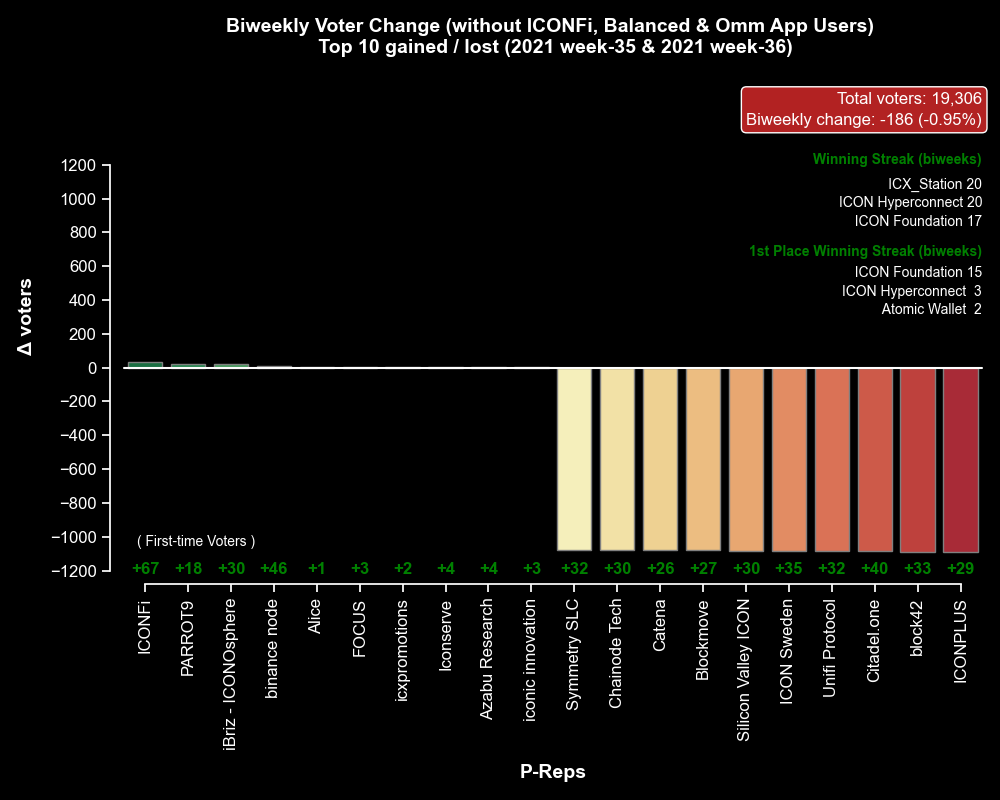 Biweekly Voter Change (without ICONFi, Balanced & Omm App Users)
Top 10 gained / lost (2021 week-35 & 2021 week-36)
Total voters: 19,306
Biweekly change: -186 (-0.95%)
Winning Streak (biweeks)
ICX_Station 20
ICON Hyperconnect 20
ICON Foundation 17
1st Place Winning Streak (biweeks)
ICON Foundation 15
ICON Hyperconnect 3
Atomic Wallet 2
Δ voters
1200
1000
800
600
400
200
0
−200
−400
−600
−800
−1000
−1200
( First-time Voters )
+67 +18 +30 +46 +1 +3 +2 +4 +4 +3 +32 +30 +26 +27 +30 +35 +32 +40 +33 +29
ICONFi
PARROT9
iBriz - ICONOsphere
binance node
Alice
FOCUS
icxpromotions
Iconserve
Azabu Research
iconic innovation
Symmetry SLC
Chainode Tech
Catena
Blockmove
Silicon Valley ICON
ICON Sweden
Unifi Protocol
Citadel.one
block42
ICONPLUS
P-Reps